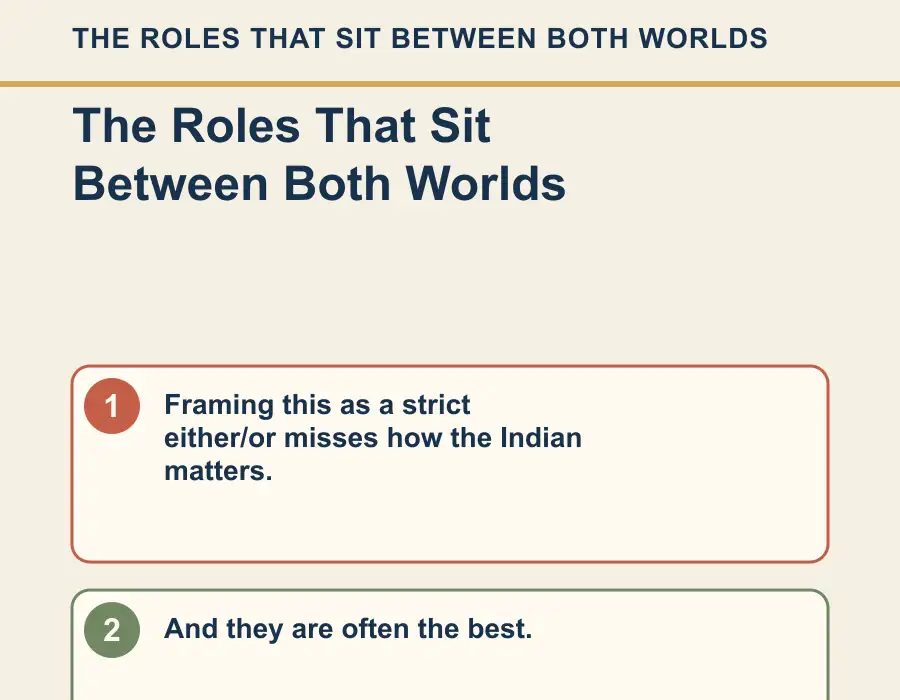 THE ROLES THAT SIT BETWEEN BOTH WORLDS
The Roles That Sit
Between Both Worlds
1
Framing this as a strict
either/or misses how the Indian
matters.
2
And they are often the best.